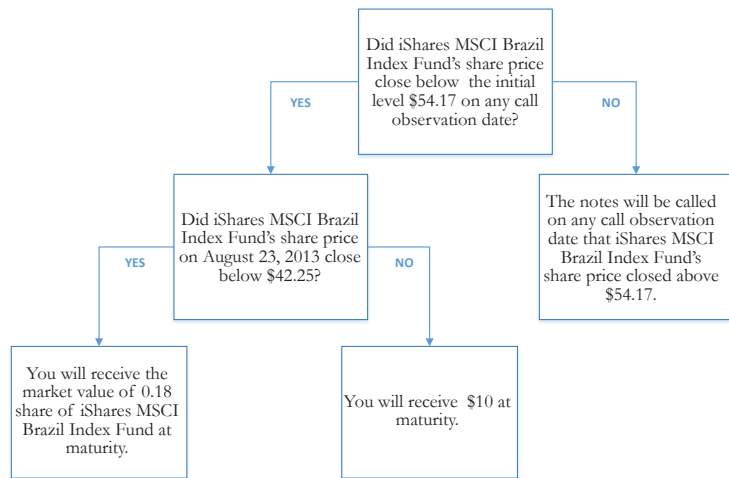 Did iShares MSCI Brazil
Index Fund's share price
close below the initial
level $54.17 on any call
observation date?
YES
NO
Did iShares MSCI Brazil
Index Fund's share price
on August 23, 2013 close
below $42.25?
The notes will be called
on any call observation
date that iShares MSCI
Brazil Index Fund's
share price closed above
$54.17.
YES
NO
You will receive the
market value of 0.18
share of iShares MSCI
Brazil Index Fund at
maturity.
You will receive $10 at
maturity.